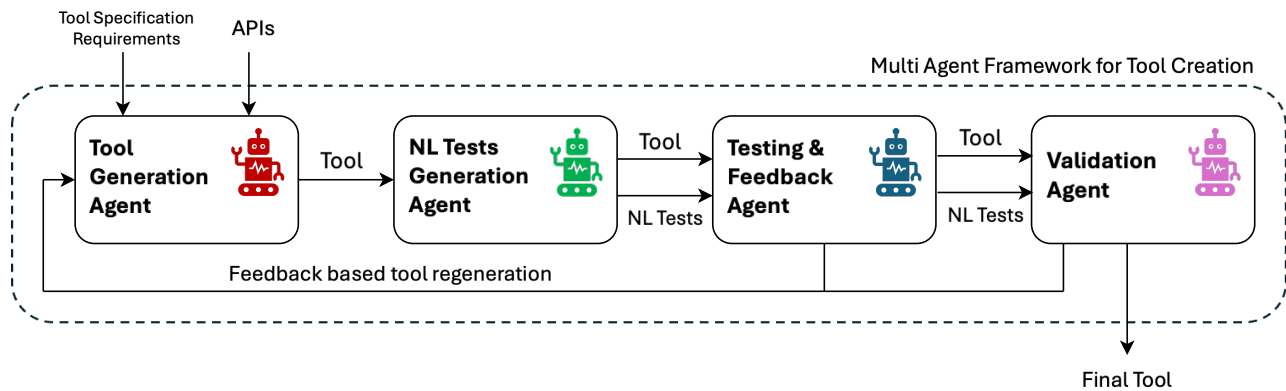 Tool Specification
Requirements
APIs
Multi Agent Framework for Tool Creation
Tool
Generation
Agent
Tool
NL Tests
Generation
Agent
Tool
NL Tests
Testing &
Feedback
Agent
Tool
NL Tests
Validation
Agent
Feedback based tool regeneration
Final Tool